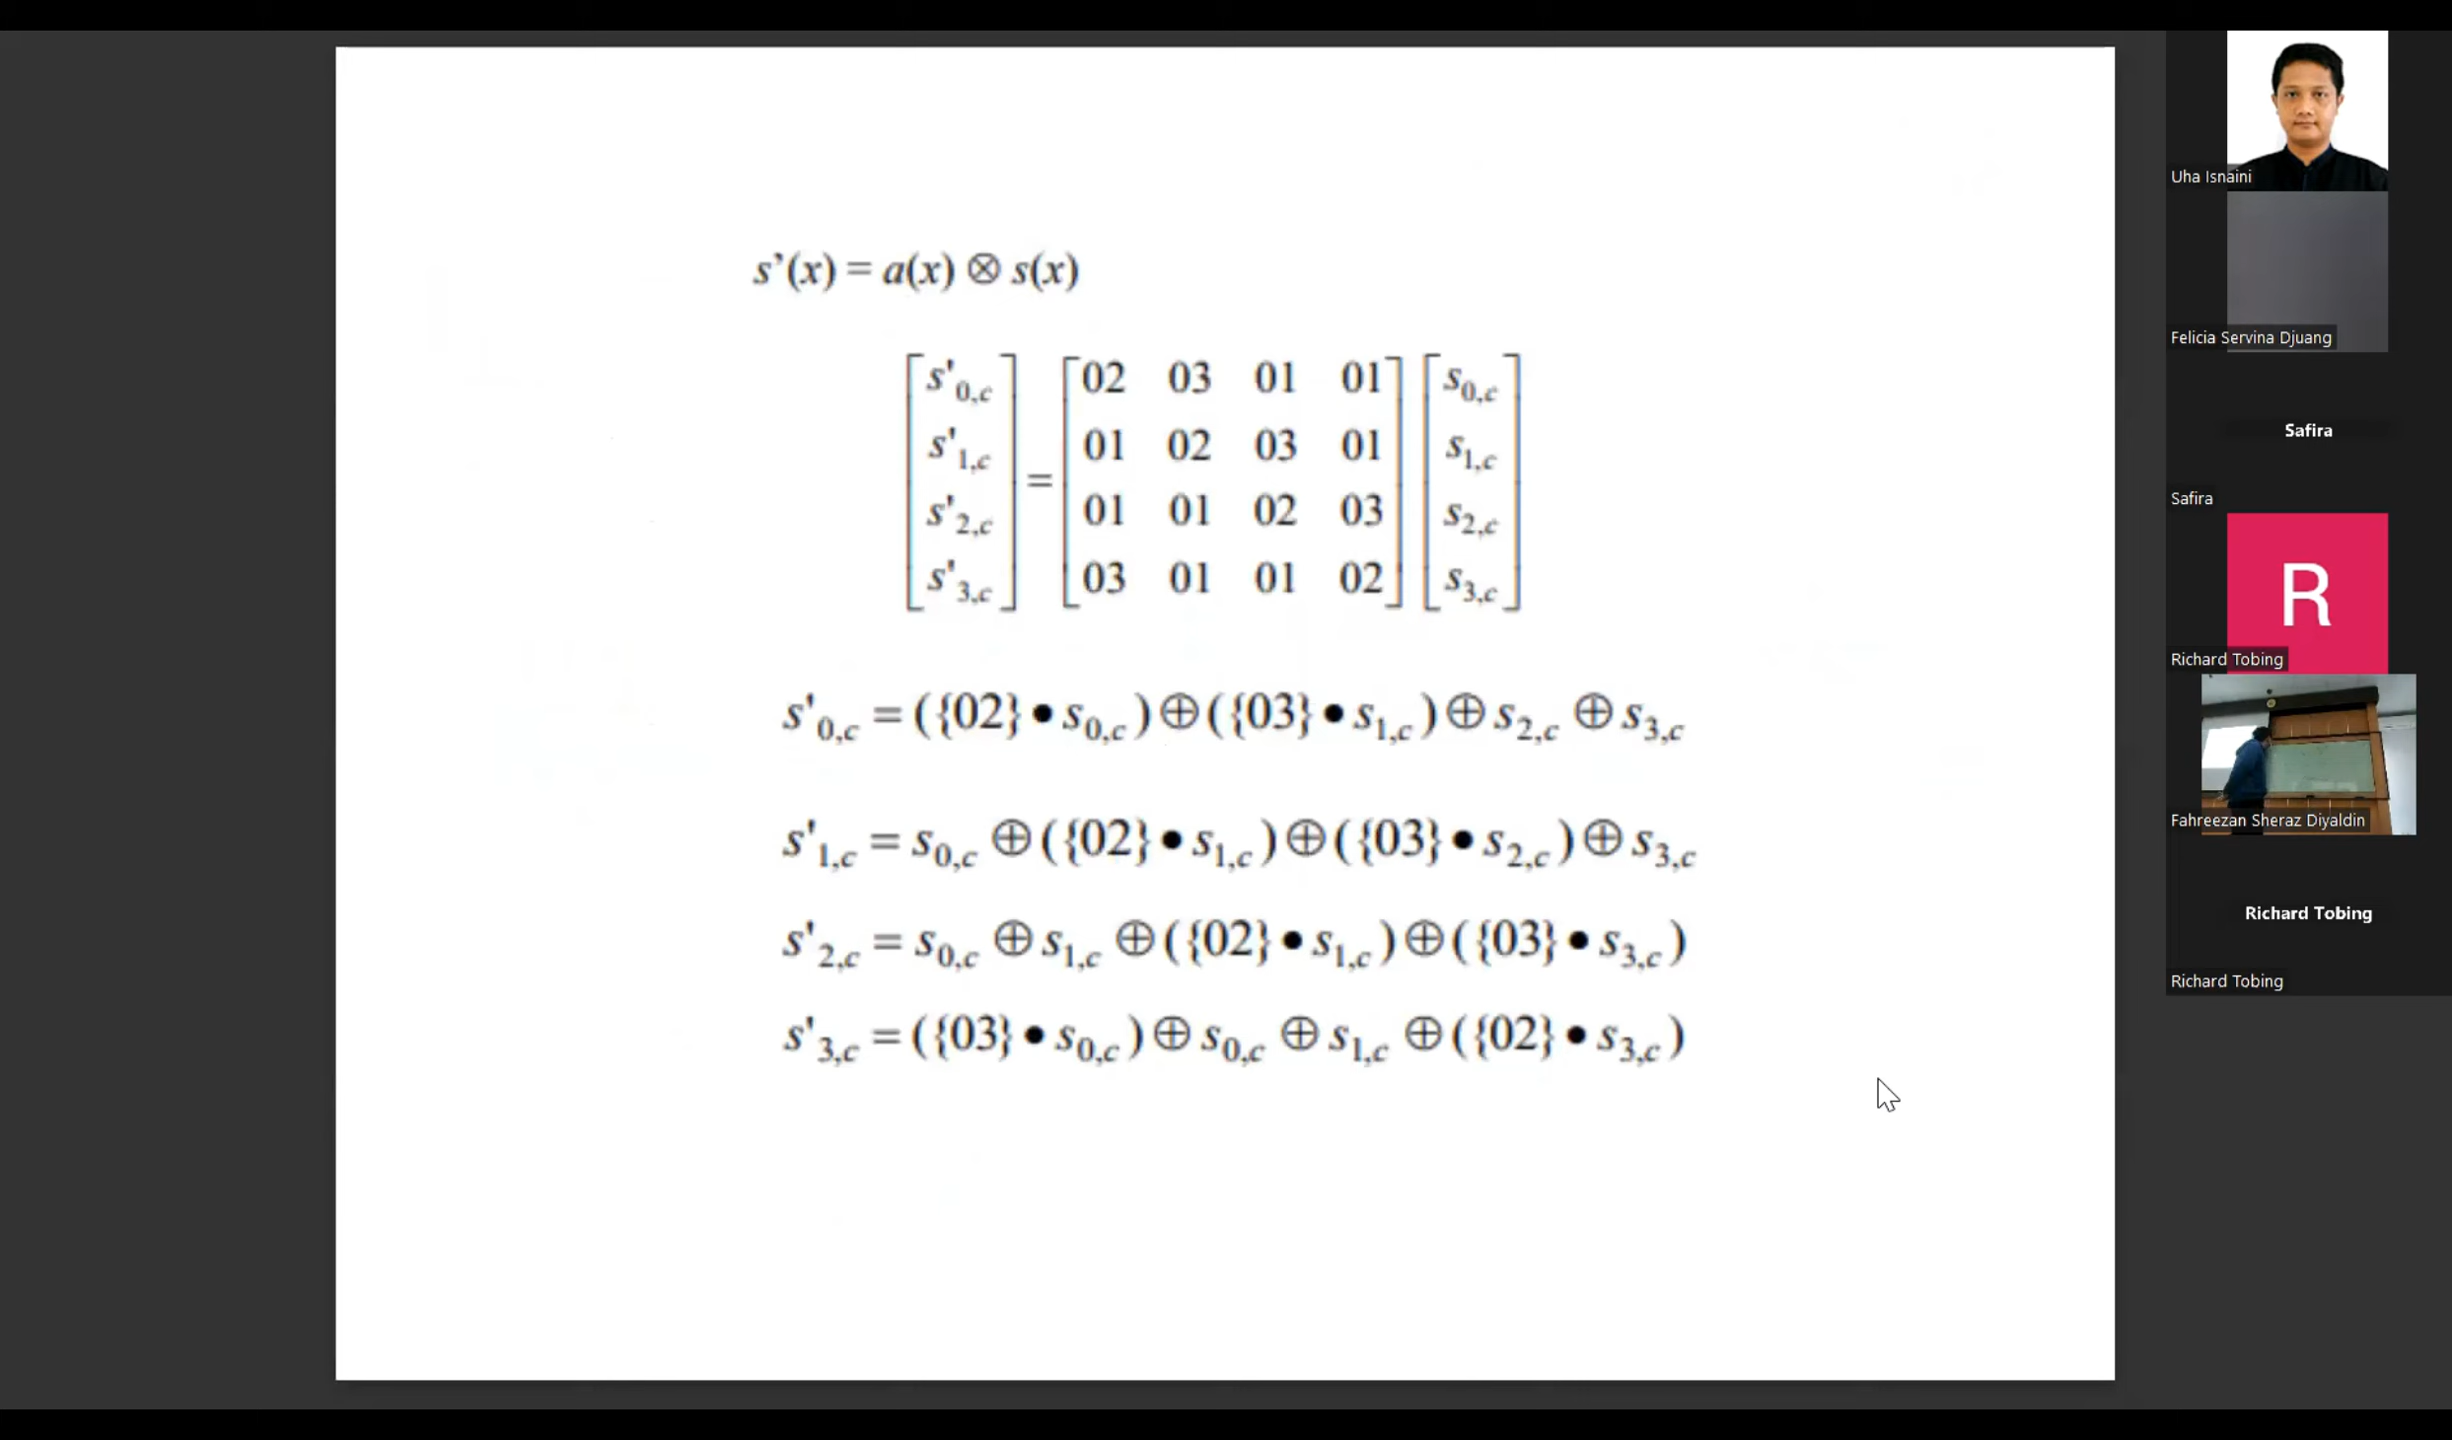 s’(x) = a(x) ⊗ s(x)
[s'0,c] [02 03 01 01] [s0,c]
[s'1,c] [01 02 03 01] [s1,c]
=
[s'2,c] [01 01 02 03] [s2,c]
[s'3,c] [03 01 01 02] [s3,c]
s'0,c = ({02} • s0,c) ⊕ ({03} • s1,c) ⊕ s2,c ⊕ s3,c
s'1,c = s0,c ⊕ ({02} • s1,c) ⊕ ({03} • s2,c) ⊕ s3,c
s'2,c = s0,c ⊕ s1,c ⊕ ({02} • s1,c) ⊕ ({03} • s3,c)
s'3,c = ({03} • s0,c) ⊕ s0,c ⊕ s1,c ⊕ ({02} • s3,c)
Uha Isnaini
Felicia Servina Djuang
Safira
Safira
R
Richard Tobing
Fahreezan Sheraz Diyaldin
Richard Tobing
Richard Tobing